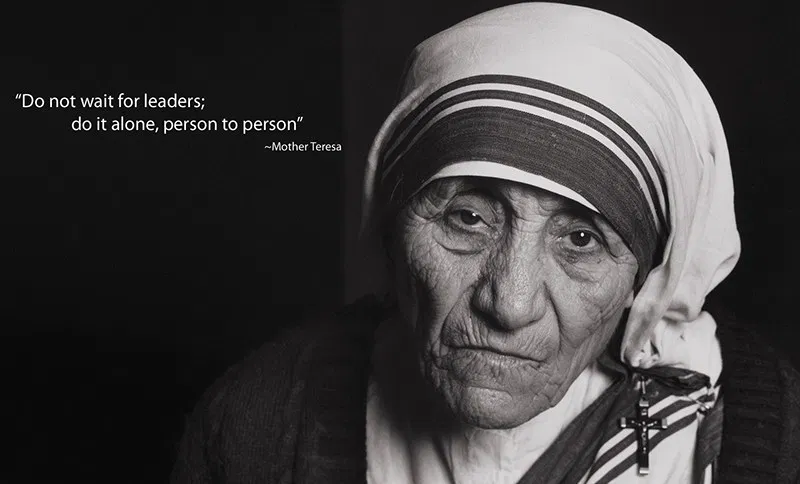 “Do not wait for leaders;
do it alone, person to person”
~Mother Teresa